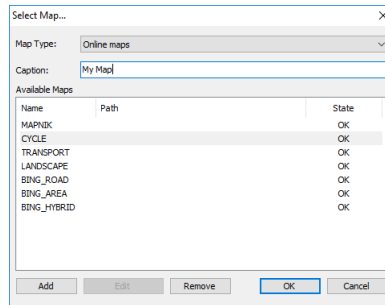 Select Map...
Map Type: Online maps
Caption: My Map
Available Maps
Name Path State
MAPNIK OK
CYCLE OK
TRANSPORT OK
LANDSCAPE OK
BING_ROAD OK
BING_AREA OK
BING_HYBRID OK
Add Edit Remove OK Cancel